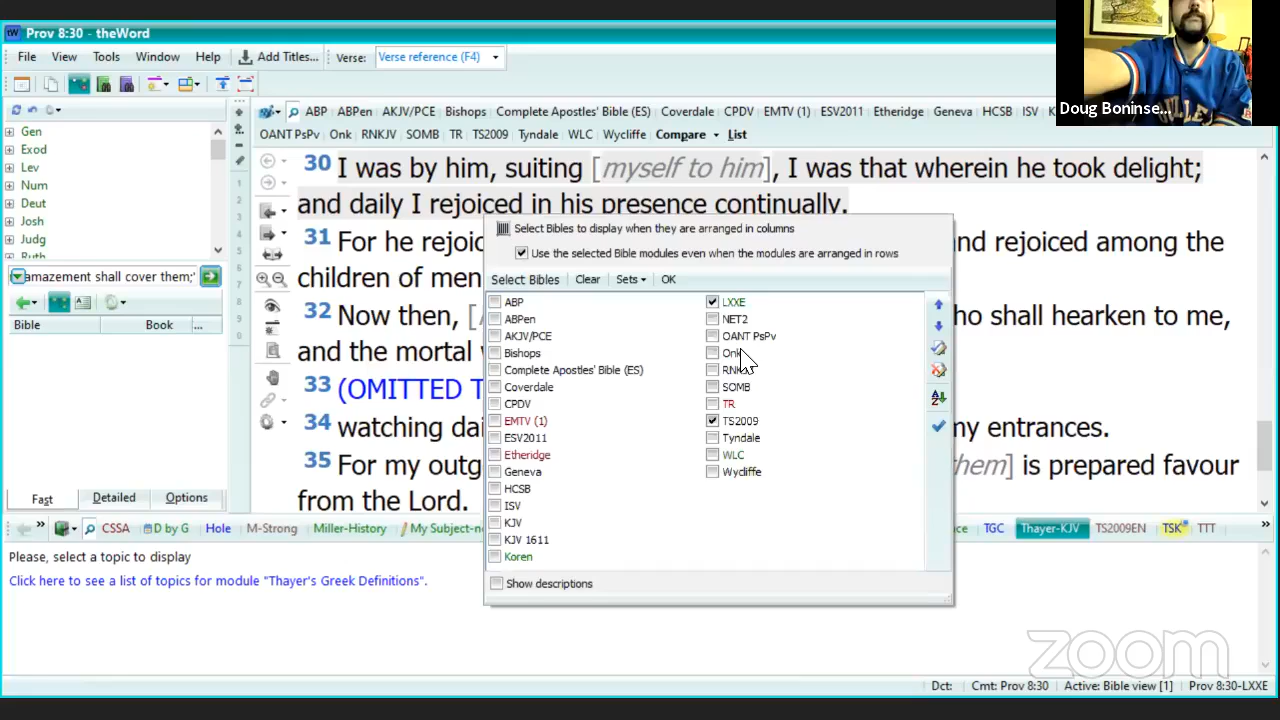 tW Prov 8:30 - theWord
File View Tools Window Help Add Titles... Verse: Verse reference (F4)
Doug Boninse...
Gen
Exod
Lev
Num
Deut
Josh
Judg
Ruth
amazement shall cover them;'
Bible Book ...
Fast Detailed Options
ABP ABPen AKJV/PCE Bishops Complete Apostles' Bible (ES) Coverdale CPDV EMTV (1) ESV2011 Etheridge Geneva HCSB ISV
OANT PsPv Onk RNKJV SOMB TR TS2009 Tyndale WLC Wycliffe Compare List
30 I was by him, suiting [myself to him], I was that wherein he took delight;
and daily I rejoiced in his presence continually.
31 For he rejoic and rejoiced among the
children of men
32 Now then, ho shall hearken to me,
and the mortal
33 (OMITTED T
34 watching dai my entrances.
35 For my outg hem] is prepared favour
from the Lord.
Select Bibles to display when they are arranged in columns
Use the selected Bible modules even when the modules are arranged in rows
Select Bibles Clear Sets OK
ABP
ABPen
AKJV/PCE
Bishops
Complete Apostles' Bible (ES)
Coverdale
CPDV
EMTV (1)
ESV2011
Etheridge
Geneva
HCSB
ISV
KJV
KJV 1611
Koren
LXXE
NET2
OANT PsPv
Onk
SOMB
TR
TS2009
Tyndale
WLC
Wycliffe
Show descriptions
CSSA D by G Hole M-Strong Miller-History My Subject-n nce TGC Thayer-KJV TS2009EN TSK TTT
Please, select a topic to display
Click here to see a list of topics for module "Thayer's Greek Definitions".
zoom
Dct: Cmt: Prov 8:30 Active: Bible view [1] Prov 8:30-LXXE